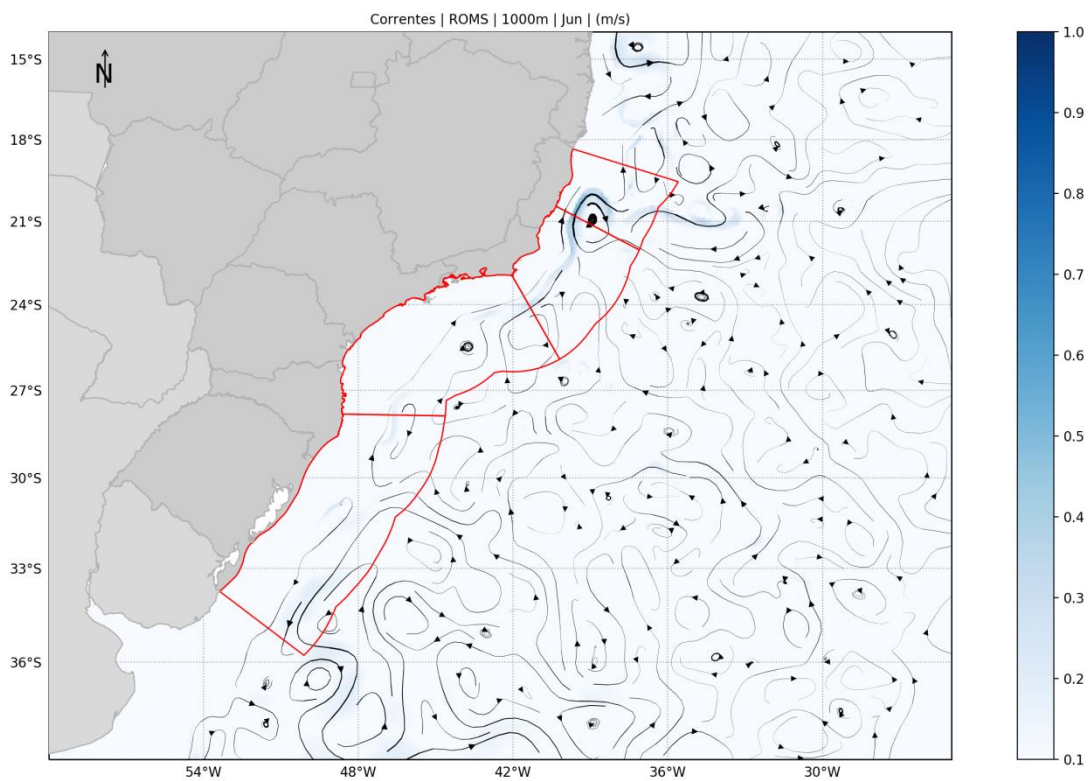 Correntes | ROMS | 1000m | Jun | (m/s)
N
15°S
18°S
21°S
24°S
27°S
30°S
33°S
36°S
54°W
48°W
42°W
36°W
30°W
1.0
0.9
0.8
0.7
0.6
0.5
0.4
0.3
0.2
0.1